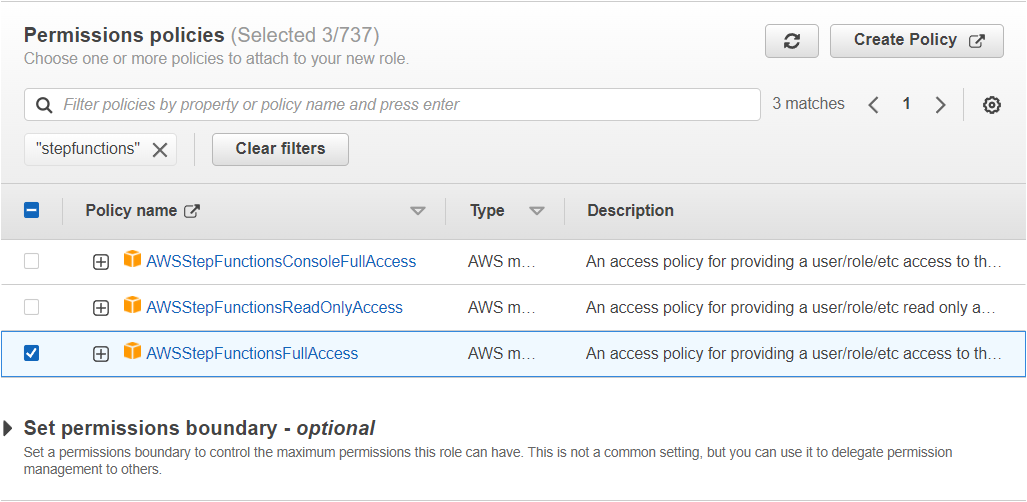 Permissions policies (Selected 3/737)
Choose one or more policies to attach to your new role.
Create Policy
Filter policies by property or policy name and press enter
3 matches
1
"stepfunctions"
Clear filters
Policy name
Type
Description
AWSStepFunctionsConsoleFullAccess
AWS m...
An access policy for providing a user/role/etc access to th...
AWSStepFunctionsReadOnlyAccess
AWS m...
An access policy for providing a user/role/etc read only a...
AWSStepFunctionsFullAccess
AWS m...
An access policy for providing a user/role/etc access to th...
Set permissions boundary - optional
Set a permissions boundary to control the maximum permissions this role can have. This is not a common setting, but you can use it to delegate permission
management to others.